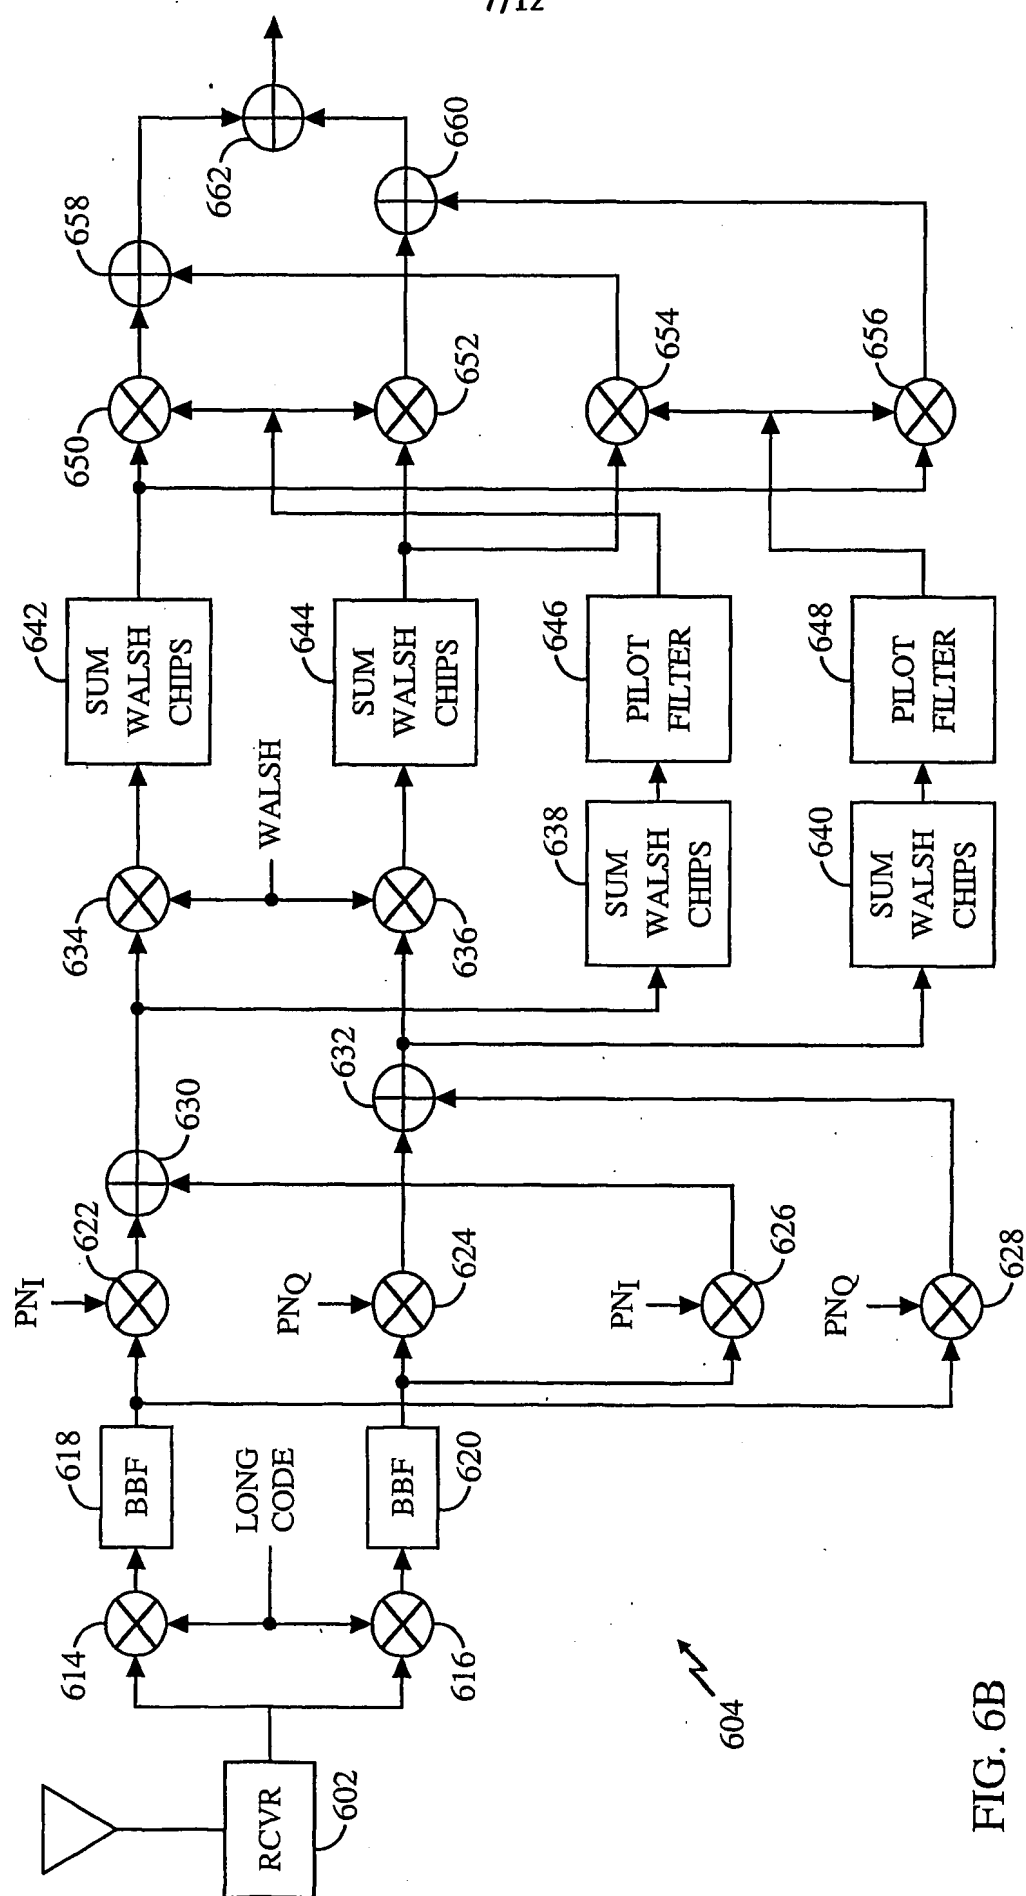 7/12
662
660
658
650
652
654
656
642
SUM
WALSH
CHIPS
644
SUM
WALSH
CHIPS
646
PILOT
FILTER
648
PILOT
FILTER
WALSH
634
636
638
SUM
WALSH
CHIPS
640
SUM
WALSH
CHIPS
630
632
PNI
622
PNQ
624
PNI
626
PNQ
628
618
BBF
LONG
CODE
620
BBF
614
616
RCVR
602
604
FIG. 6B